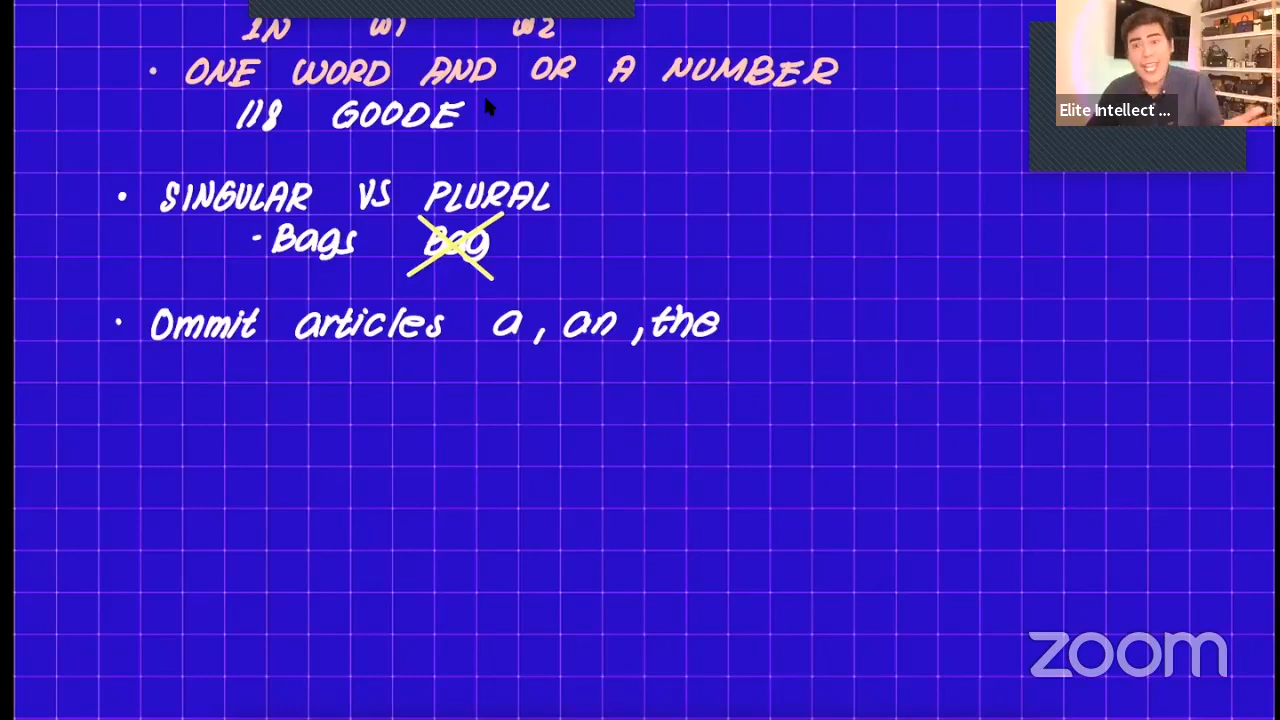 1N W1 W2
• ONE WORD AND OR A NUMBER
118 GOODE
• SINGULAR VS PLURAL
- Bags Bag
• Ommit articles a, an, the
Elite Intellect ...
zoom